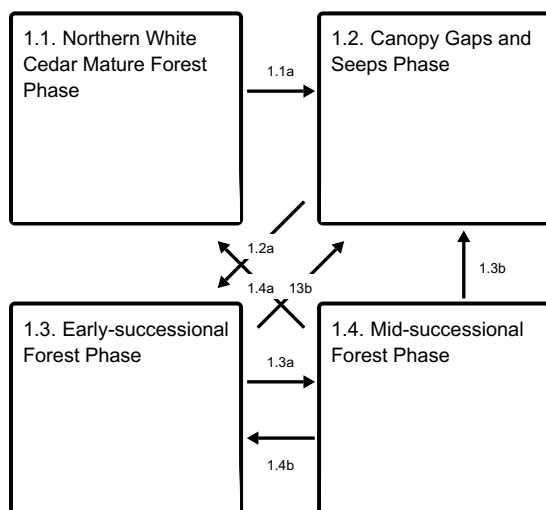 1.1. Northern White
Cedar Mature Forest
Phase
1.1a
1.2. Canopy Gaps and
Seeps Phase
1.2a
1.4a
13b
1.3b
1.3. Early-successional
Forest Phase
1.3a
1.4b
1.4. Mid-successional
Forest Phase